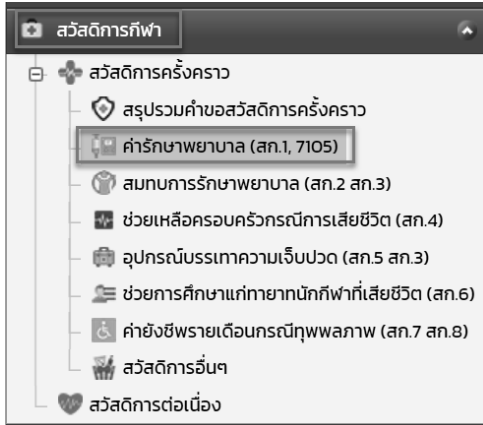 สวัสดิการกีฬา
สวัสดิการครั้งคราว
สรุปรวมคำขอสวัสดิการครั้งคราว
ค่ารักษาพยาบาล (สก.1, 7105)
สมทบการรักษาพยาบาล (สก.2 สก.3)
ช่วยเหลือครอบครัวกรณีการเสียชีวิต (สก.4)
อุปกรณ์บรรเทาความเจ็บปวด (สก.5 สก.3)
ช่วยการศึกษาแก่ทายาทนักกีฬาที่เสียชีวิต (สก.6)
ค่ายังชีพรายเดือนกรณีทุพพลภาพ (สก.7 สก.8)
สวัสดิการอื่นๆ
สวัสดิการต่อเนื่อง